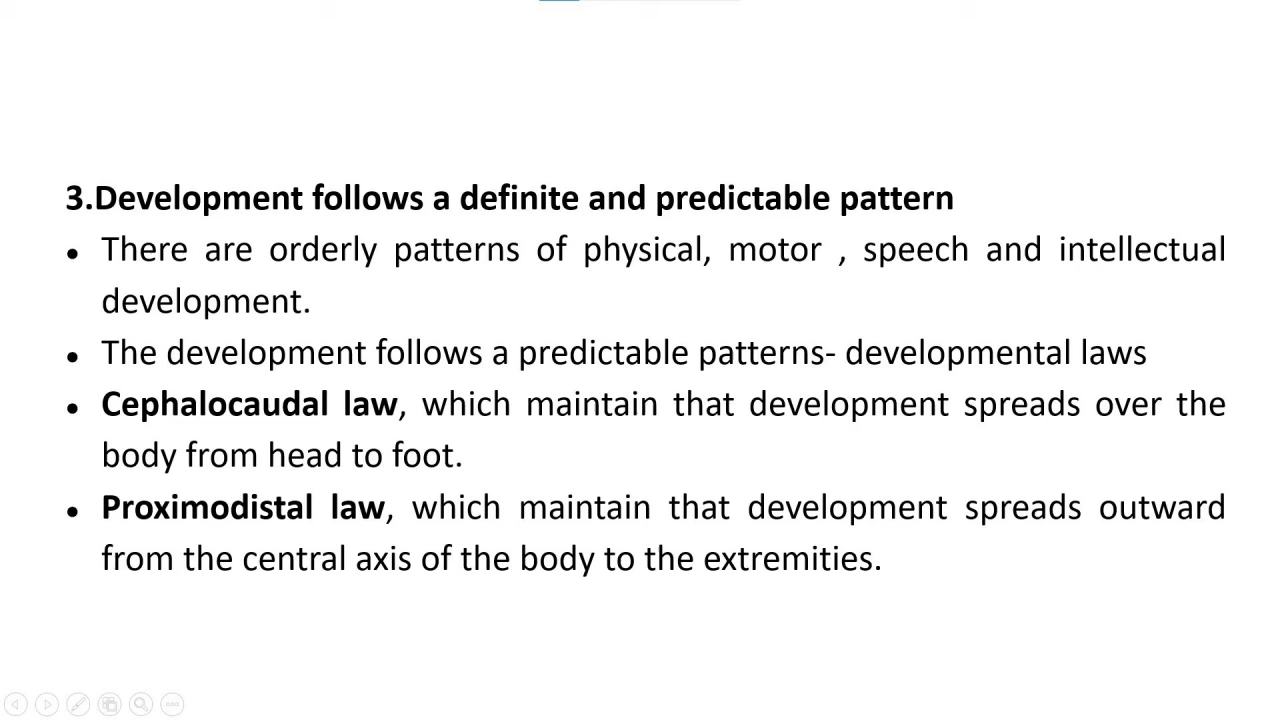 3.Development follows a definite and predictable pattern
● There are orderly patterns of physical, motor , speech and intellectual
development.
● The development follows a predictable patterns- developmental laws
● Cephalocaudal law, which maintain that development spreads over the
body from head to foot.
● Proximodistal law, which maintain that development spreads outward
from the central axis of the body to the extremities.